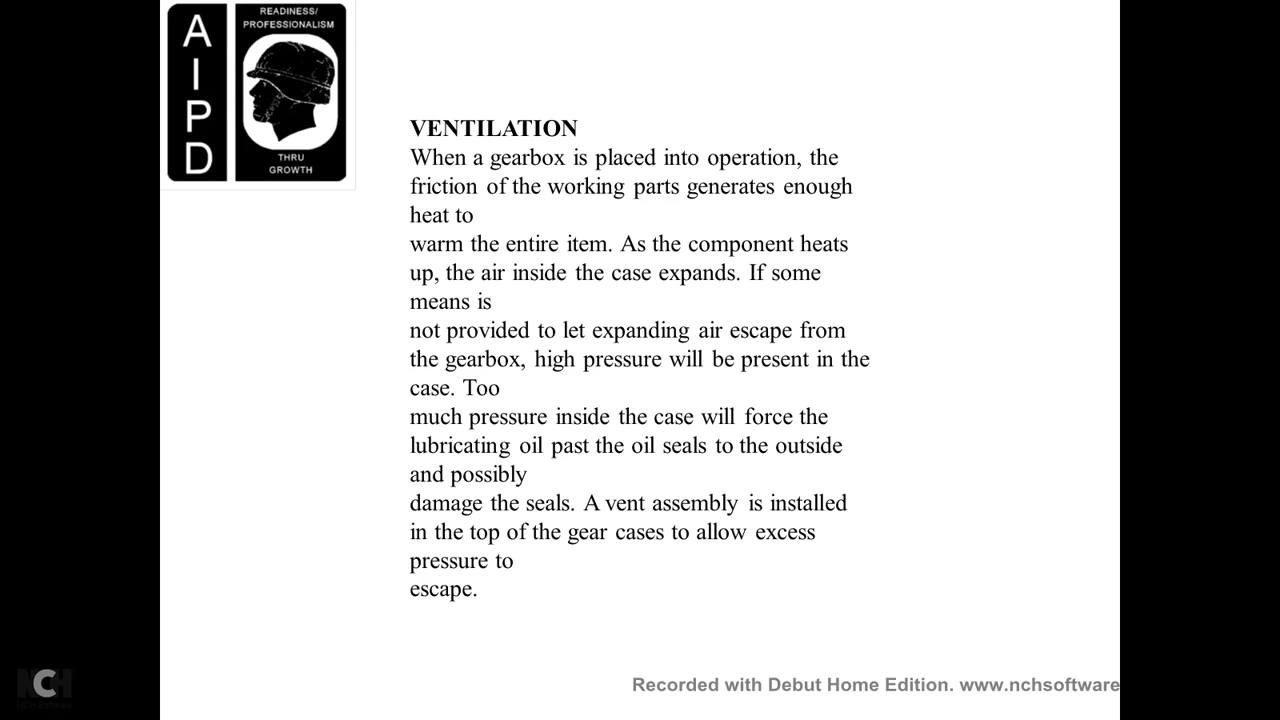 A
I
P
D
READINESS/
PROFESSIONALISM
THRU
GROWTH
VENTILATION
When a gearbox is placed into operation, the
friction of the working parts generates enough
heat to
warm the entire item. As the component heats
up, the air inside the case expands. If some
means is
not provided to let expanding air escape from
the gearbox, high pressure will be present in the
case. Too
much pressure inside the case will force the
lubricating oil past the oil seals to the outside
and possibly
damage the seals. A vent assembly is installed
in the top of the gear cases to allow excess
pressure to
escape.
NCH
NCH Software
Recorded with Debut Home Edition. www.nchsoftware